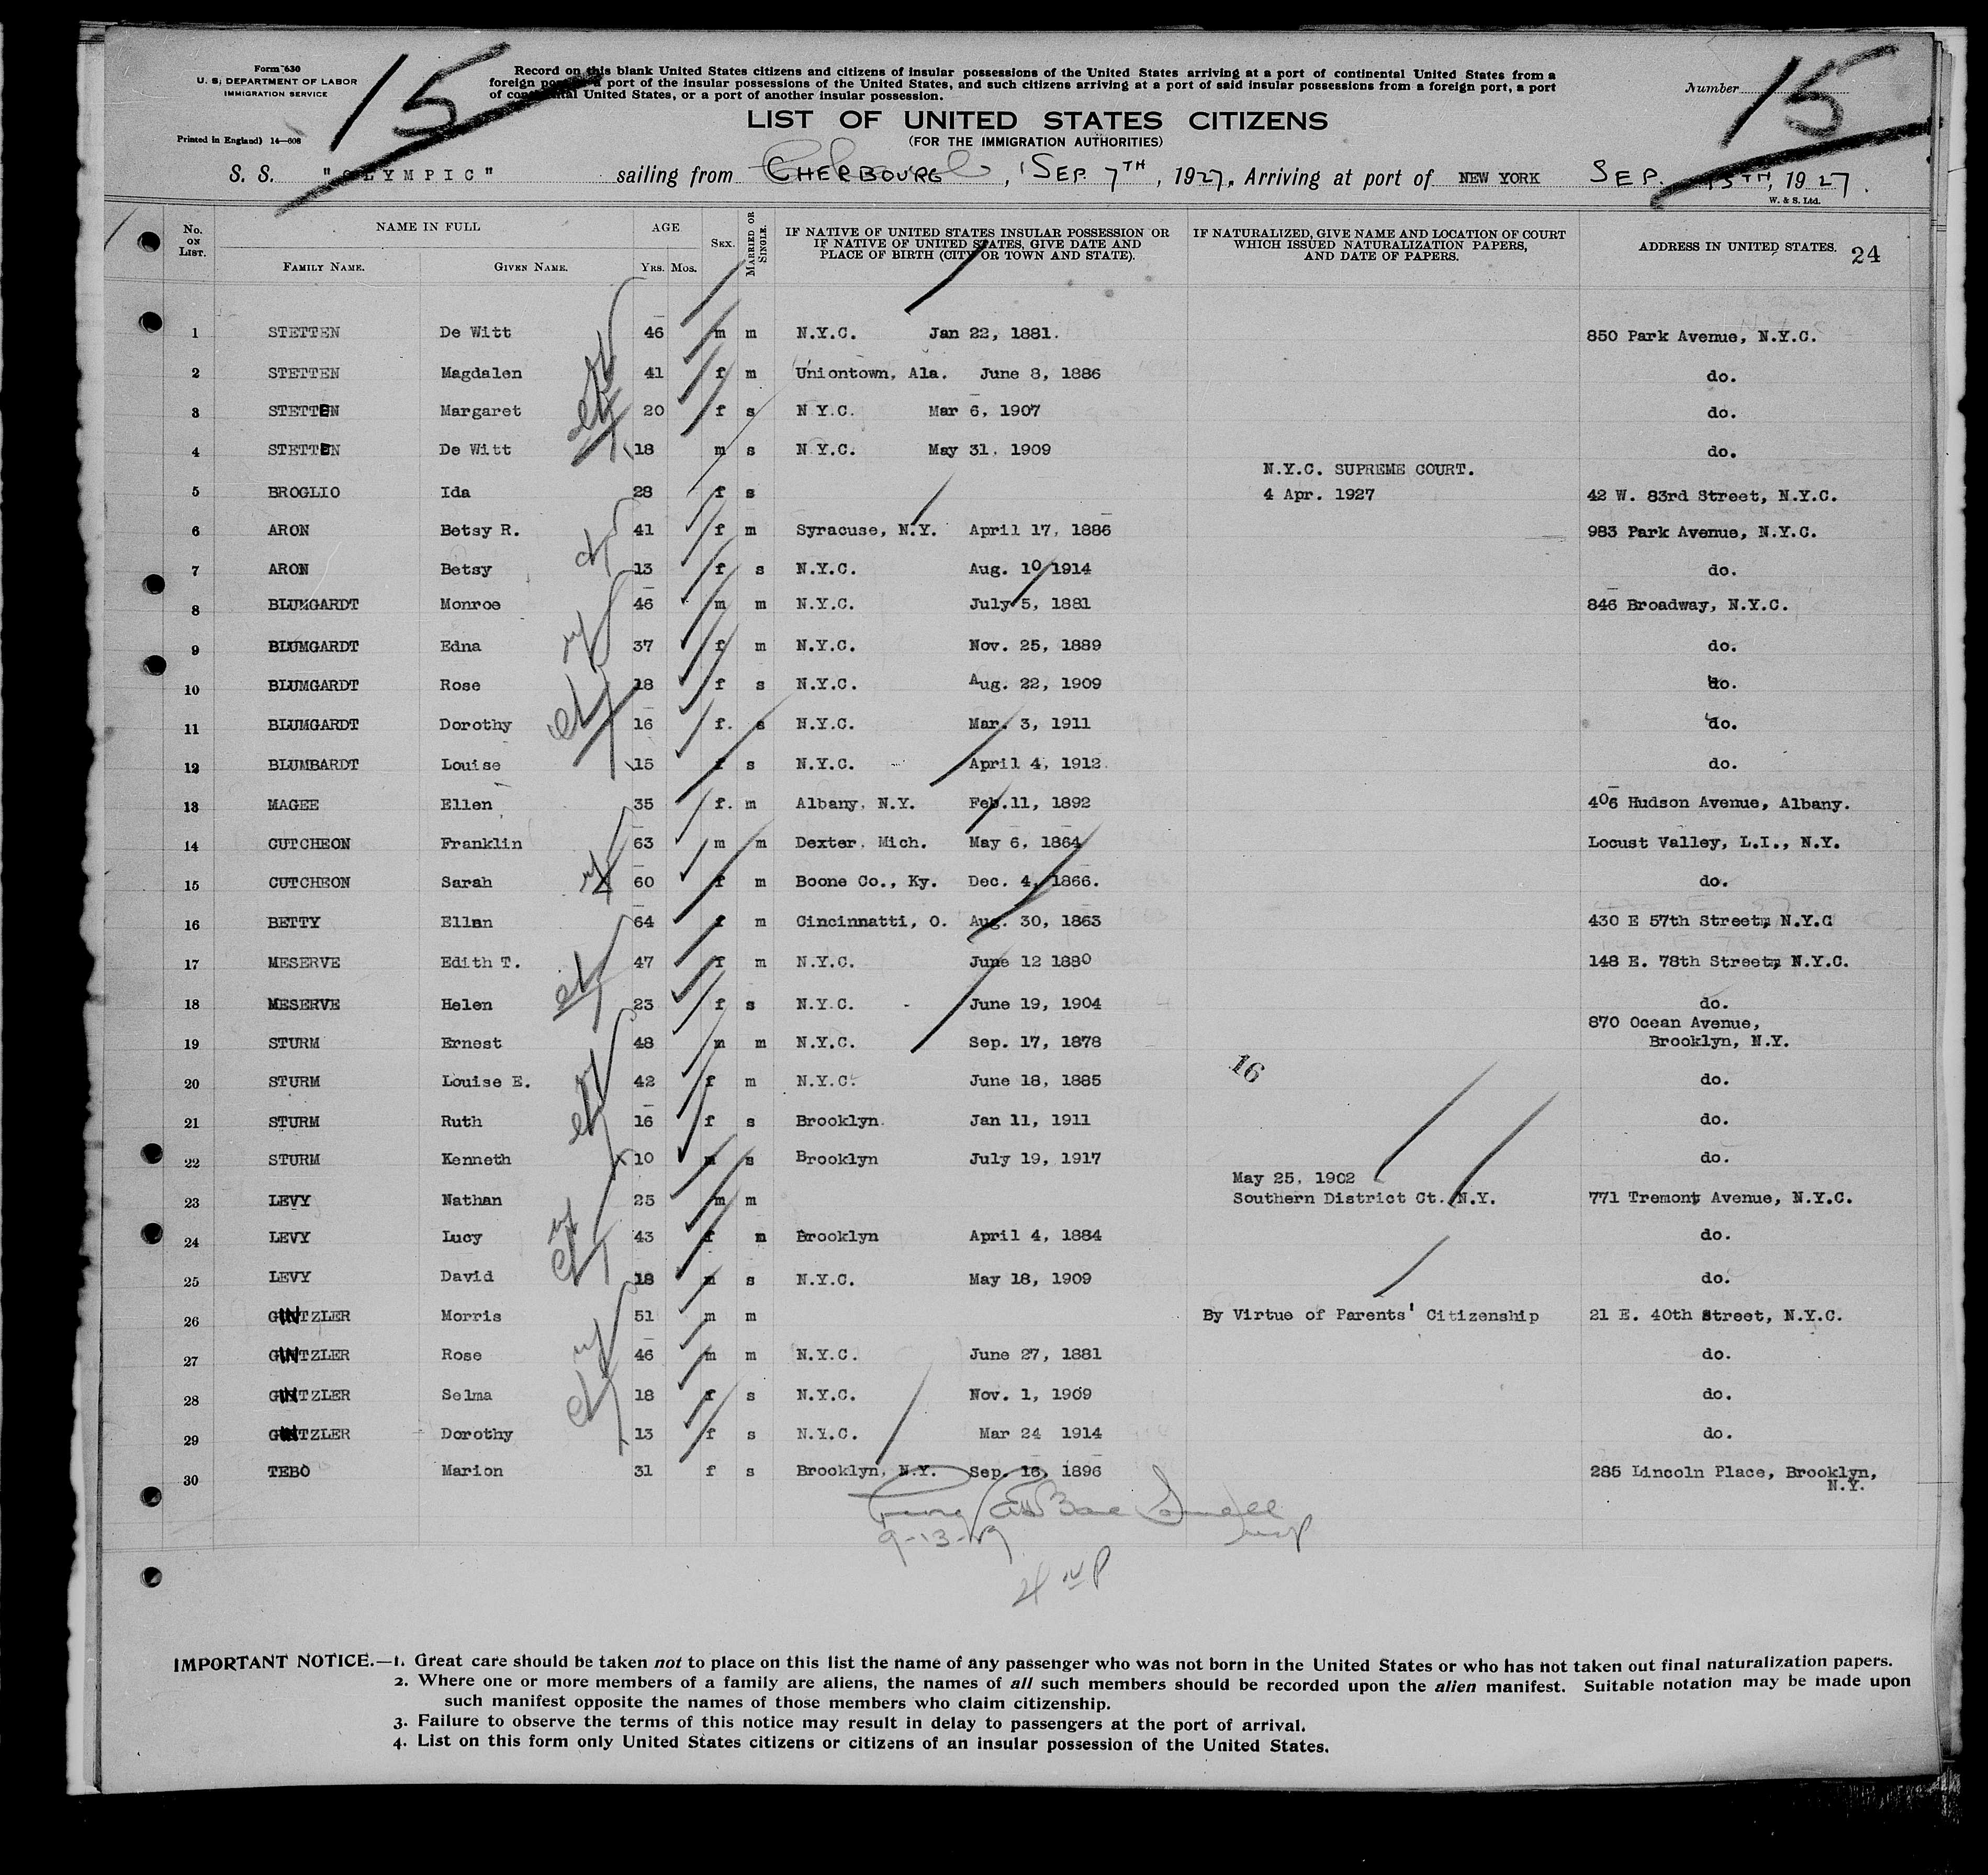 Form 630
U. S. DEPARTMENT OF LABOR
IMMIGRATION SERVICE
Printed in England) 14—608
15
Record on this blank United States citizens and citizens of insular possessions of the United States arriving at a port of continental United States from a
foreign port, a port of the insular possessions of the United States, and such citizens arriving at a port of said insular possessions from a foreign port, a port
of continental United States, or a port of another insular possession.
Number 15
LIST OF UNITED STATES CITIZENS
(FOR THE IMMIGRATION AUTHORITIES)
S. S. "OLYMPIC" sailing from CHERBOURG, SEP. 7TH, 1927. Arriving at port of NEW YORK SEP. 13TH, 1927.
W. & S. Ltd.
No. ON LIST. NAME IN FULL FAMILY NAME. GIVEN NAME. AGE YRS. MOS. SEX. MARRIED OR SINGLE. IF NATIVE OF UNITED STATES INSULAR POSSESSION OR IF NATIVE OF UNITED STATES, GIVE DATE AND PLACE OF BIRTH (CITY OR TOWN AND STATE). IF NATURALIZED, GIVE NAME AND LOCATION OF COURT WHICH ISSUED NATURALIZATION PAPERS, AND DATE OF PAPERS. ADDRESS IN UNITED STATES. 24
1 STETTEN De Witt 46 m m N.Y.C. Jan 22, 1881. 850 Park Avenue, N.Y.C.
2 STETTEN Magdalen 41 f m Uniontown, Ala. June 8, 1886 do.
3 STETTEN Margaret 20 f s N Y.C. Mar 6, 1907 do.
4 STETTEN De Witt 18 m s N Y.C. May 31, 1909 do.
N.Y.C. SUPREME COURT.
5 BROGLIO Ida 28 f s 4 Apr. 1927 42 W. 83rd Street, N.Y.C.
6 ARON Betsy R. 41 f m Syracuse, N.Y. April 17, 1886 983 Park Avenue, N.Y.C.
7 ARON Betsy 13 f s N.Y.C. Aug. 10 1914 do.
8 BLUMGARDT Monroe 46 m m N.Y.C. July 5, 1881 846 Broadway, N.Y.C.
9 BLUMGARDT Edna 37 f m N.Y.C. Nov. 25, 1889 do.
10 BLUMGARDT Rose 18 f s N.Y.C. Aug. 22, 1909 do.
11 BLUMGARDT Dorothy 16 f. s N.Y.C. Mar. 3, 1911 do.
12 BLUMBARDT Louise 15 f s N.Y.C. April 4, 1912. do.
13 MAGEE Ellen 35 f. m Albany, N.Y. Feb.11, 1892 406 Hudson Avenue, Albany.
14 CUTCHEON Franklin 63 m m Dexter, Mich. May 6, 1864 Locust Valley, L.I., N.Y.
15 CUTCHEON Sarah 60 f m Boone Co., Ky. Dec. 4, 1866. do.
16 BETTY Ellen 64 f m Cincinnatti, O. Aug. 30, 1863 430 E 57th Street, N.Y.C
17 MESERVE Edith T. 47 f m N.Y.C. June 12 1880 148 E. 78th Street, N.Y.C.
18 MESERVE Helen 23 f s N.Y.C. June 19, 1904 do.
870 Ocean Avenue,
19 STURM Ernest 48 m m N.Y.C. Sep. 17, 1878 Brooklyn, N.Y.
16
20 STURM Louise E. 42 f m N.Y.C. June 18, 1885 do.
21 STURM Ruth 16 f s Brooklyn. Jan 11, 1911 do.
22 STURM Kenneth 10 m s Brooklyn July 19, 1917 do.
May 25, 1902
23 LEVY Nathan 25 m m Southern District Ct. N.Y. 771 Tremont Avenue, N.Y.C.
24 LEVY Lucy 43 f m Brooklyn April 4, 1884 do.
25 LEVY David 18 m s N.Y.C. May 18, 1909 do.
26 GINTZLER Morris 51 m m By Virtue of Parents' Citizenship 21 E. 40th Street, N.Y.C.
27 GINTZLER Rose 46 m m N.Y.C. June 27, 1881 do.
28 GINTZLER Selma 18 f s N.Y.C. Nov. 1, 1909 do.
29 GINTZLER Dorothy 13 f s N.Y.C. Mar 24 1914 do.
30 TEBO Marion 31 f s Brooklyn, N.Y. Sep. 16, 1896 285 Lincoln Place, Brooklyn,
N.Y.
IMPORTANT NOTICE.—1. Great care should be taken not to place on this list the name of any passenger who was not born in the United States or who has not taken out final naturalization papers.
2. Where one or more members of a family are aliens, the names of all such members should be recorded upon the alien manifest. Suitable notation may be made upon
such manifest opposite the names of those members who claim citizenship.
3. Failure to observe the terms of this notice may result in delay to passengers at the port of arrival.
4. List on this form only United States citizens or citizens of an insular possession of the United States.